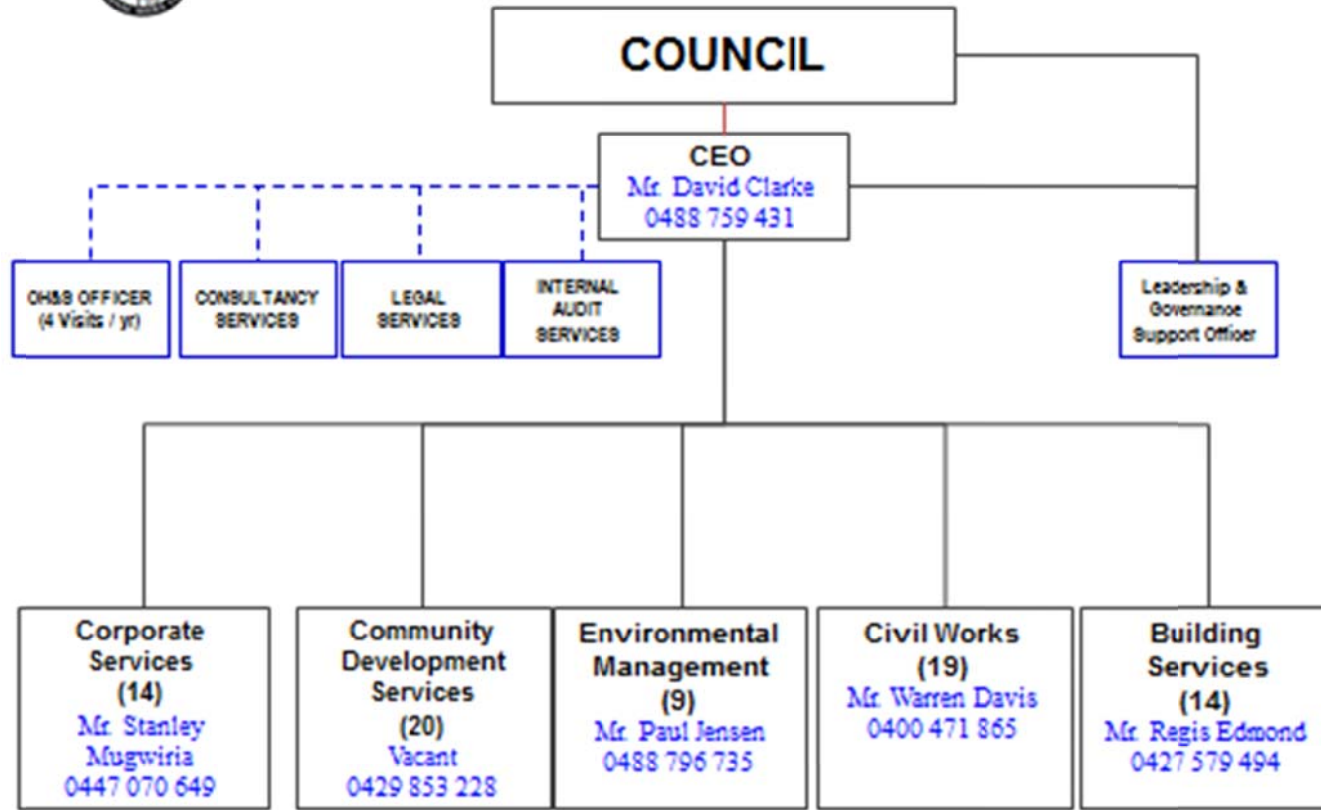 COUNCIL
CEO
Mr. David Clarke
0488 759 431
OH&S OFFICER
(4 Visits / yr)
CONSULTANCY
SERVICES
LEGAL
SERVICES
INTERNAL
AUDIT
SERVICES
Leadership &
Governance
Support Officer
Corporate
Services
(14)
Mr. Stanley
Mugwiria
0447 070 649
Community
Development
Services
(20)
Vacant
0429 853 228
Environmental
Management
(9)
Mr. Paul Jensen
0488 796 735
Civil Works
(19)
Mr. Warren Davis
0400 471 865
Building
Services
(14)
Mr. Regis Edmond
0427 579 494